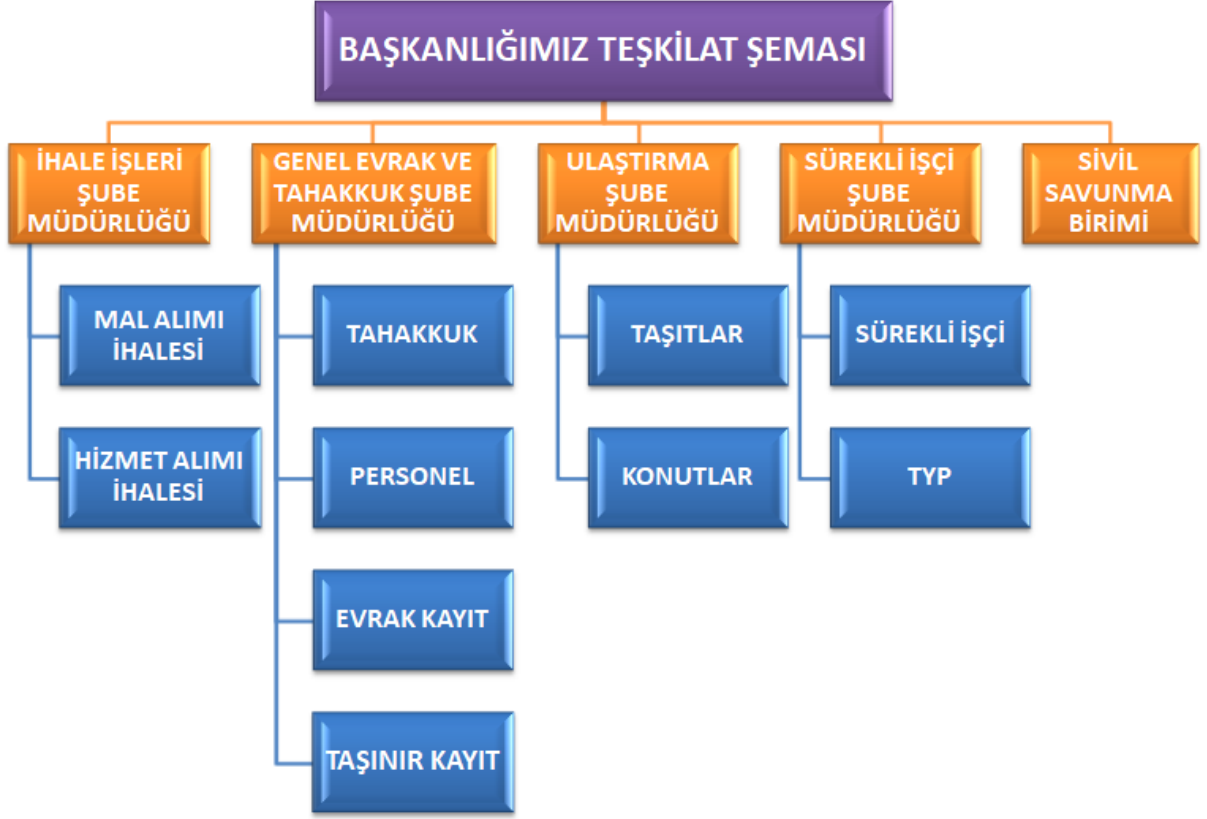 BAŞKANLIĞIMIZ TEŞKİLAT ŞEMASI
İHALE İŞLERİ
ŞUBE
MÜDÜRLÜĞÜ
MAL ALIMI
İHALESİ
HİZMET ALIMI
İHALESİ
GENEL EVRAK VE
TAHAKKUK ŞUBE
MÜDÜRLÜĞÜ
TAHAKKUK
PERSONEL
EVRAK KAYIT
TAŞINIR KAYIT
ULAŞTIRMA
ŞUBE
MÜDÜRLÜĞÜ
TAŞITLAR
KONUTLAR
SÜREKLİ İŞÇİ
ŞUBE
MÜDÜRLÜĞÜ
SÜREKLİ İŞÇİ
TYP
SİVİL
SAVUNMA
BİRİMİ